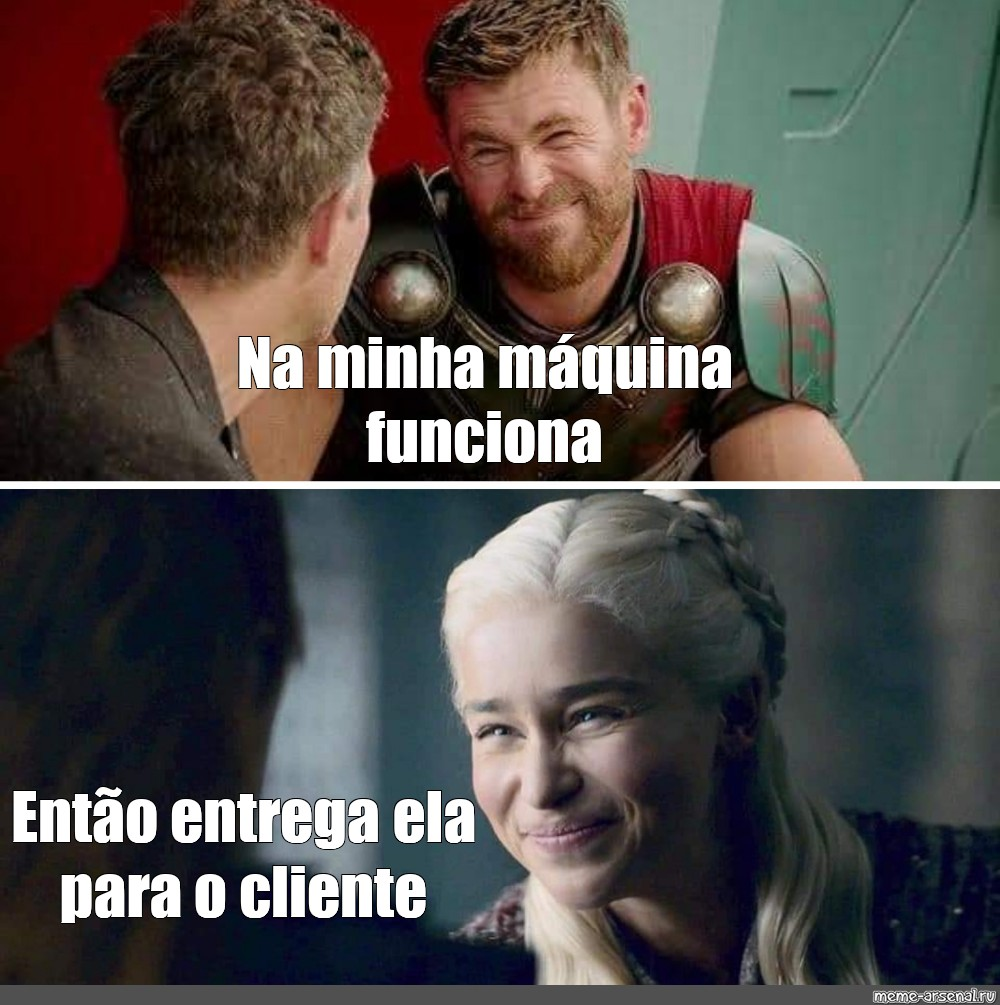 Na minha máquina
funciona
Então entrega ela
para o cliente
meme-arsenal.ru